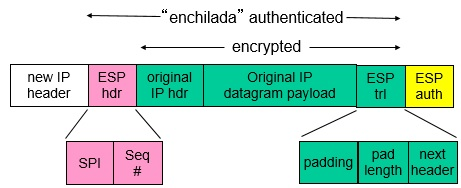 “enchilada” authenticated
encrypted
new IP
header
ESP
hdr
original
IP hdr
Original IP
datagram payload
ESP
trl
ESP
auth
SPI
Seq
#
padding
pad
length
next
header